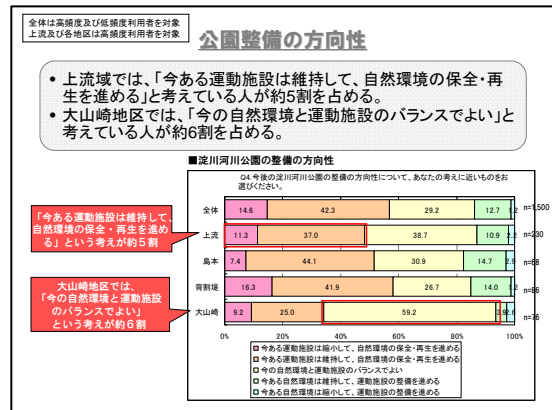 全体は高頻度及び低頻度利用者を対象
上流及び各地区は高頻度利用者を対象
公園整備の方向性
• 上流域では、「今ある運動施設は維持して、自然環境の保全・再
生を進める」と考えている人が約5割を占める。
• 大山崎地区では、「今の自然環境と運動施設のバランスでよい」と
考えている人が約6割を占める。
■淀川河川公園の整備の方向性
Q4.今後の淀川河川公園の整備の方向性について、あなたの考えに近いものをお
選びください。
全体 14.6 42.3 29.2 12.7 1.2 n=1,500
「今ある運動施設は維持して、
自然環境の保全・再生を進め
る」という考えが約5割
上流 11.3 37.0 38.7 10.9 2.2 n=230
島本 7.4 44.1 30.9 14.7 2.9 n=68
背割堤 16.3 41.9 26.7 14.0 1.2 n=86
大山崎地区では、
「今の自然環境と運動施設
のバランスでよい」
という考えが約6割
大山崎 9.2 25.0 59.2 3.9 2.6 n=76
0% 20% 40% 60% 80% 100%
今ある運動施設は縮小して、自然環境の保全・再生を進める
今ある運動施設は維持して、自然環境の保全・再生を進める
今の自然環境と運動施設のバランスでよい
今ある自然環境は維持して、運動施設の整備を進める
今ある自然環境は縮小して、運動施設の整備を進める